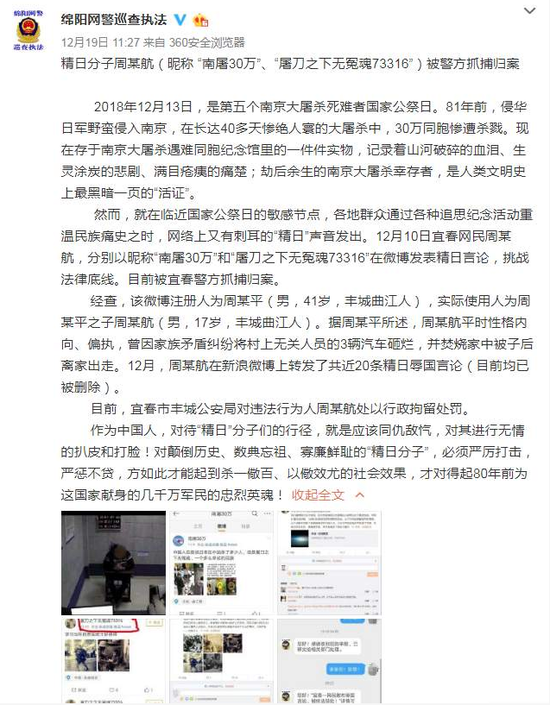 绵阳网警
巡查执法
绵阳网警巡查执法
12月19日 11:27 来自 360安全浏览器
精日分子周某航（昵称 “南屠30万”、“屠刀之下无冤魂73316”）被警方抓捕归案
2018年12月13日，是第五个南京大屠杀死难者国家公祭日。81年前，侵华
日军野蛮侵入南京，在长达40多天惨绝人寰的大屠杀中，30万同胞惨遭杀戮。现
在存于南京大屠杀遇难同胞纪念馆里的一件件实物，记录着山河破碎的血泪、生
灵涂炭的悲剧、满目疮痍的痛楚；劫后余生的南京大屠杀幸存者，是人类文明史
上最黑暗一页的“活证”。
然而，就在临近国家公祭日的敏感节点，各地群众通过各种追思纪念活动重
温民族痛史之时，网络上又有刺耳的“精日”声音发出。12月10日宜春网民周某
航，分别以昵称“南屠30万”和“屠刀之下无冤魂73316”在微博发表精日言论，挑战
法律底线。目前被宜春警方抓捕归案。
经查，该微博注册人为周某平（男，41岁，丰城曲江人），实际使用人为周
某平之子周某航（男，17岁，丰城曲江人）。据周某平所述，周某航平时性格内
向、偏执，曾因家族矛盾纠纷将村上无关人员的3辆汽车砸烂，并焚烧家中被子后
离家出走。12月，周某航在新浪微博上转发了共近20条精日辱国言论（目前均已
被删除）。
目前，宜春市丰城公安局对违法行为人周某航处以行政拘留处罚。
作为中国人，对待“精日”分子们的行径，就是应该同仇敌忾，对其进行无情
的扒皮和打脸！对颠倒历史、数典忘祖、寡廉鲜耻的“精日分子”，必须严厉打击，
严惩不贷，方如此才能起到杀一儆百、以儆效尤的社会效果，才对得起80年前为
这国家献身的几千万军民的忠烈英魂！ 收起全文
南屠30万